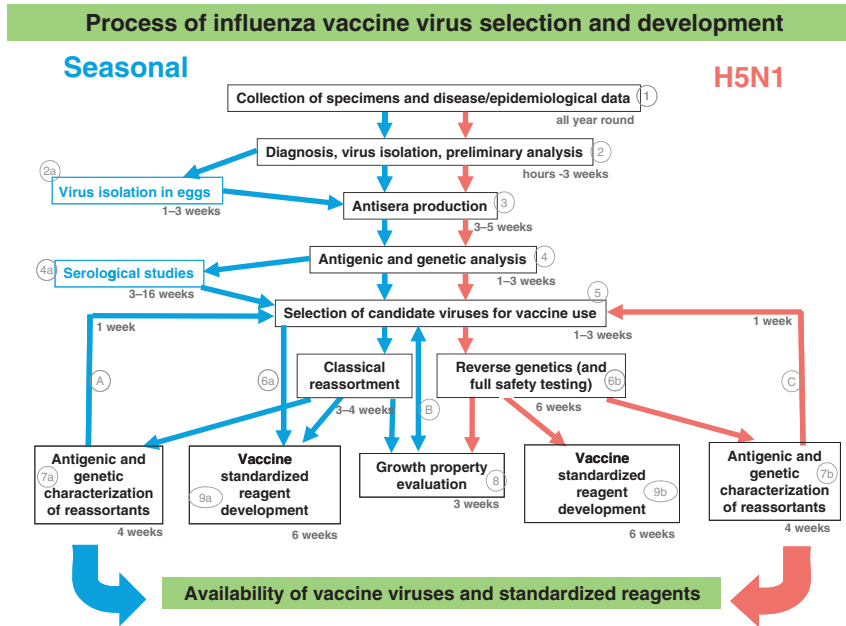 Process of influenza vaccine virus selection and development
Seasonal
H5N1
Collection of specimens and disease/epidemiological data
1
all year round
Diagnosis, virus isolation, preliminary analysis
2
hours -3 weeks
2a
Virus isolation in eggs
1–3 weeks
Antisera production
3
3–5 weeks
Antigenic and genetic analysis
4
1–3 weeks
4a
Serological studies
3–16 weeks
5
Selection of candidate viruses for vaccine use
1–3 weeks
1 week
1 week
A
6a
Classical
reassortment
3–4 weeks
B
Reverse genetics (and
full safety testing)
6b
6 weeks
C
7a
Antigenic and
genetic
characterization
of reassortants
4 weeks
9a
Vaccine
standardized
reagent
development
6 weeks
Growth property
evaluation
8
3 weeks
Vaccine
standardized
reagent
development
9b
6 weeks
Antigenic and
genetic
characterization
of reassortants
7b
4 weeks
Availability of vaccine viruses and standardized reagents